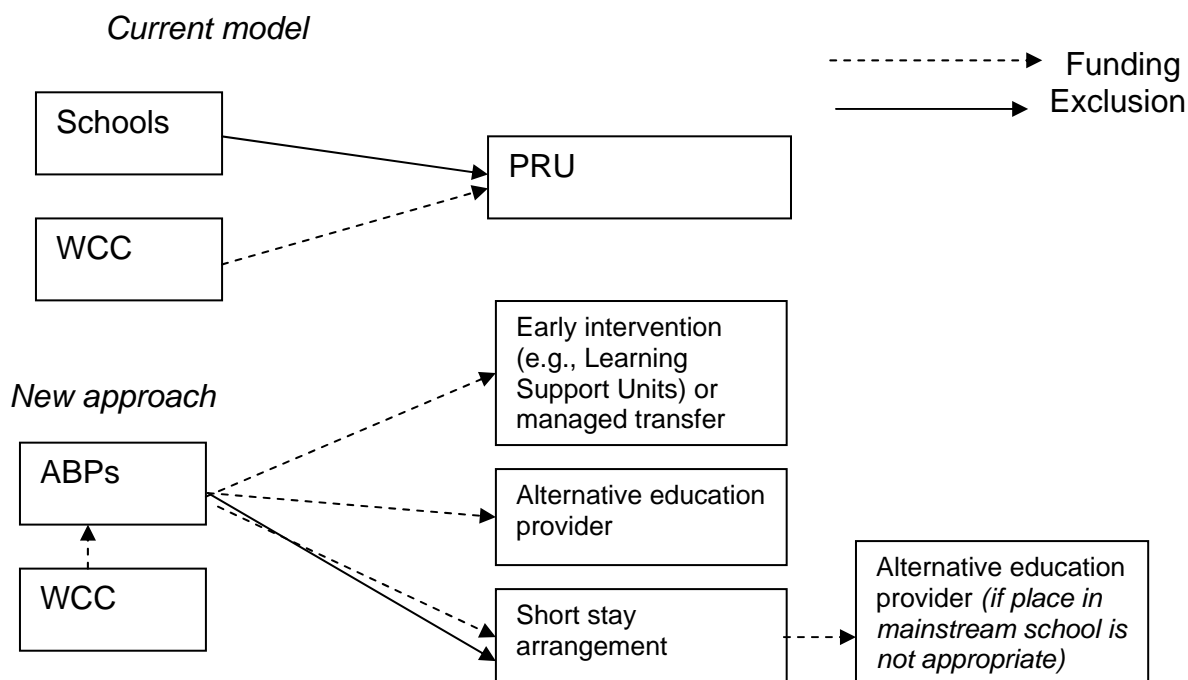 Current model
Funding
Exclusion
Schools
PRU
WCC
Early intervention
(e.g., Learning
Support Units) or
managed transfer
New approach
ABPs
Alternative education
provider
WCC
Short stay
arrangement
Alternative education
provider (if place in
mainstream school is
not appropriate)